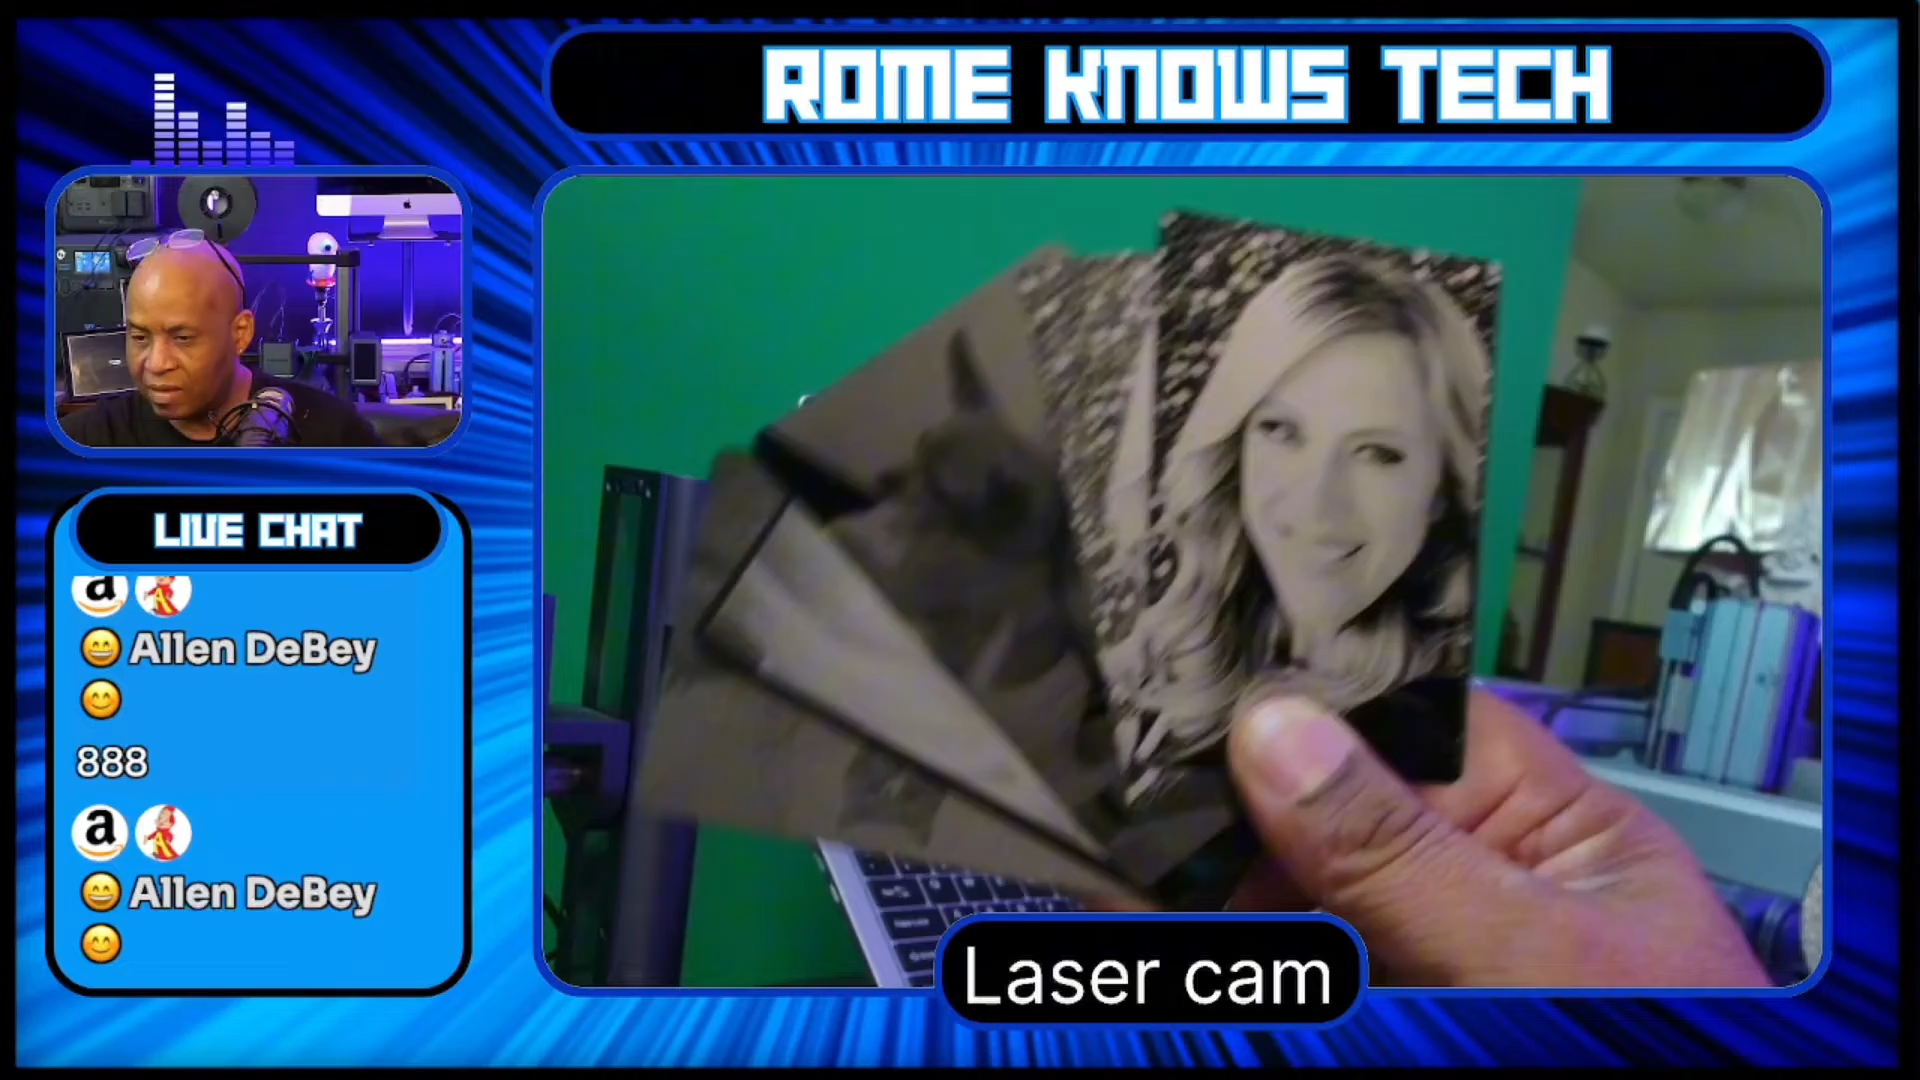 ROME KNOWS TECH
LIVE CHAT
a A
Allen DeBey
888
a A
Allen DeBey
Laser cam